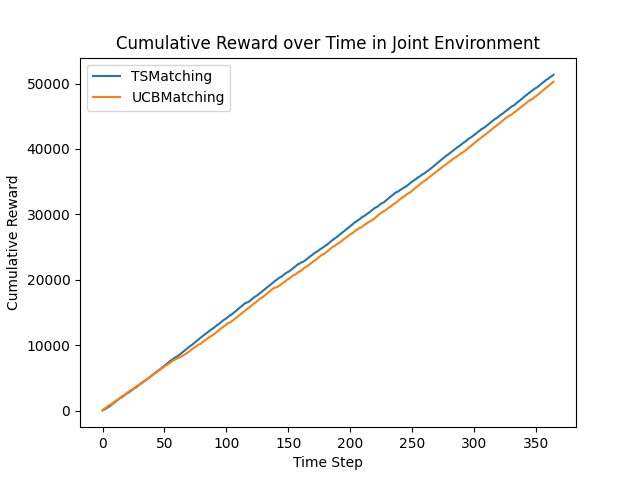 Cumulative Reward over Time in Joint Environment
TSMatching
UCBMatching
Cumulative Reward
50000
40000
30000
20000
10000
0
0 50 100 150 200 250 300 350
Time Step